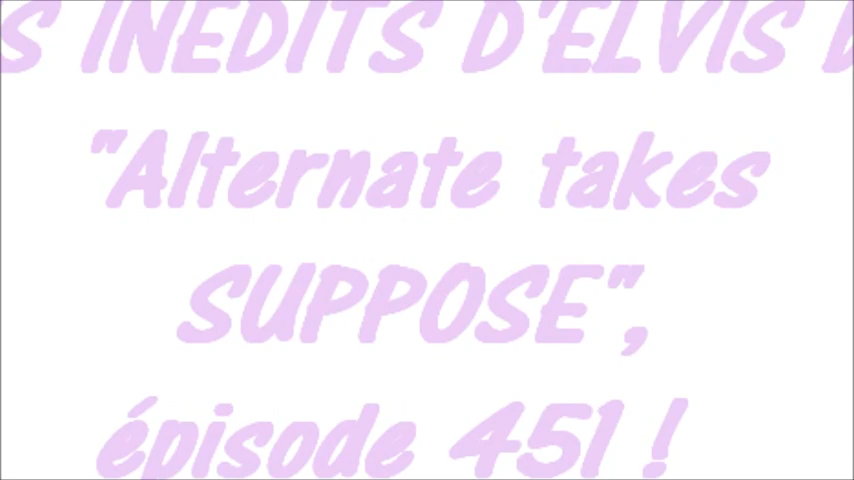 S INEDITS D'ELVIS
"Alternate takes
SUPPOSE",
épisode 451 !